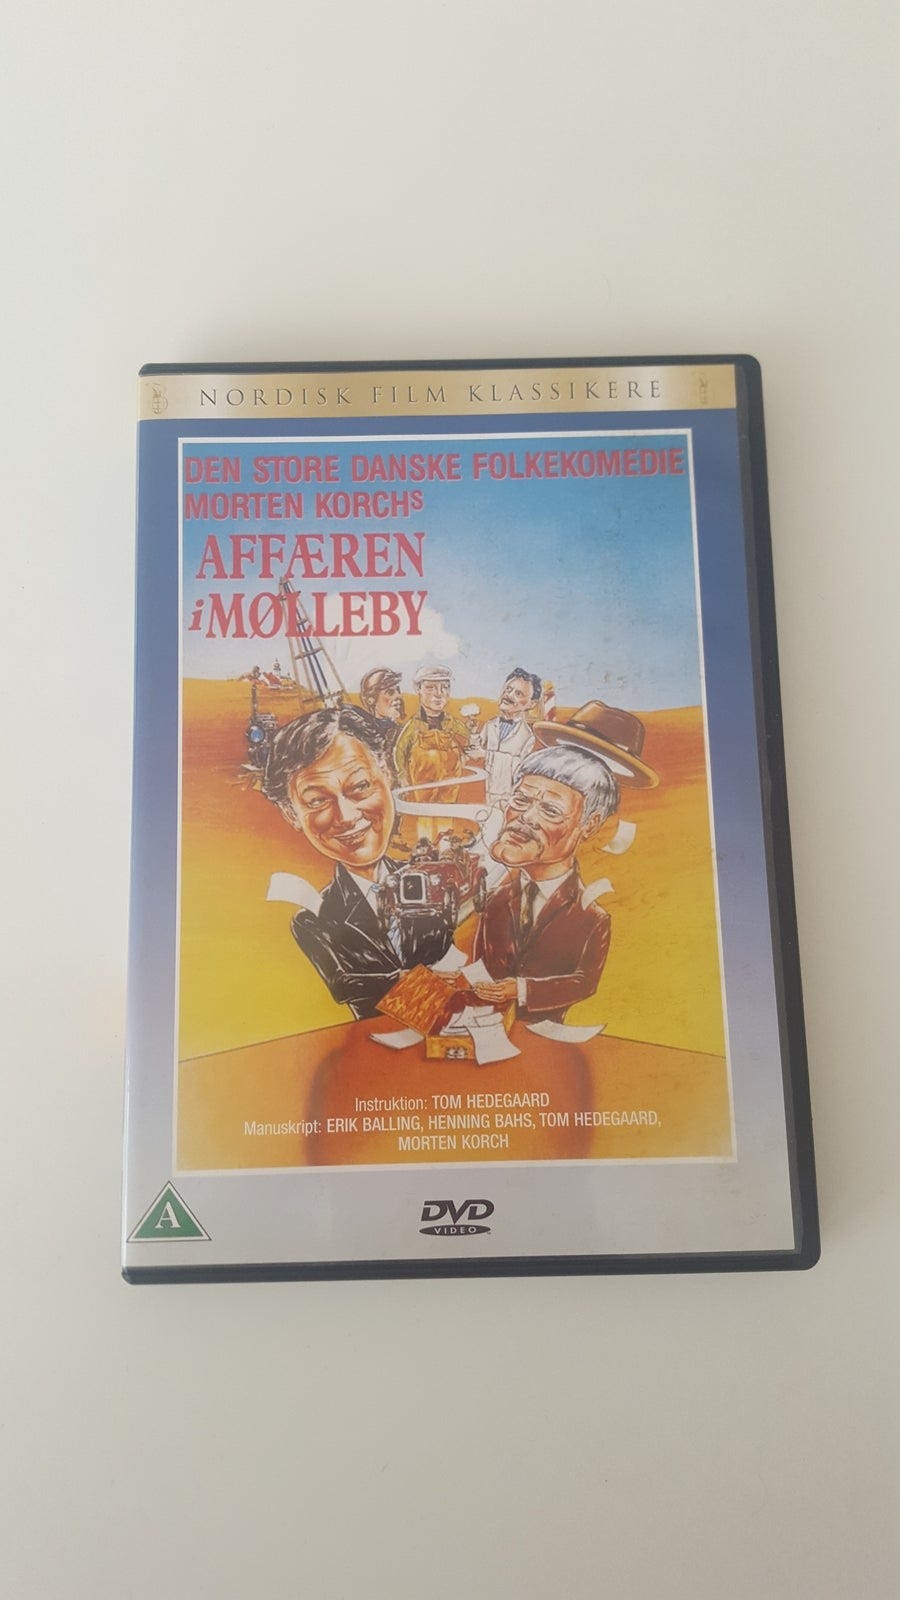 NORDISK FILM KLASSIKERE
DEN STORE DANSKE FOLKEKOMEDIE
MORTEN KORCHS
AFFÆREN
i MØLLEBY
Instruktion: TOM HEDEGAARD
Manuskript: ERIK BALLING, HENNING BAHS, TOM HEDEGAARD,
MORTEN KORCH
A
DVD
VIDEO